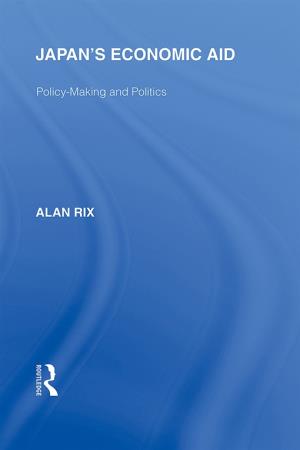 JAPAN'S ECONOMIC AID
Policy-Making and Politics
ALAN RIX
ROUTLEDGE